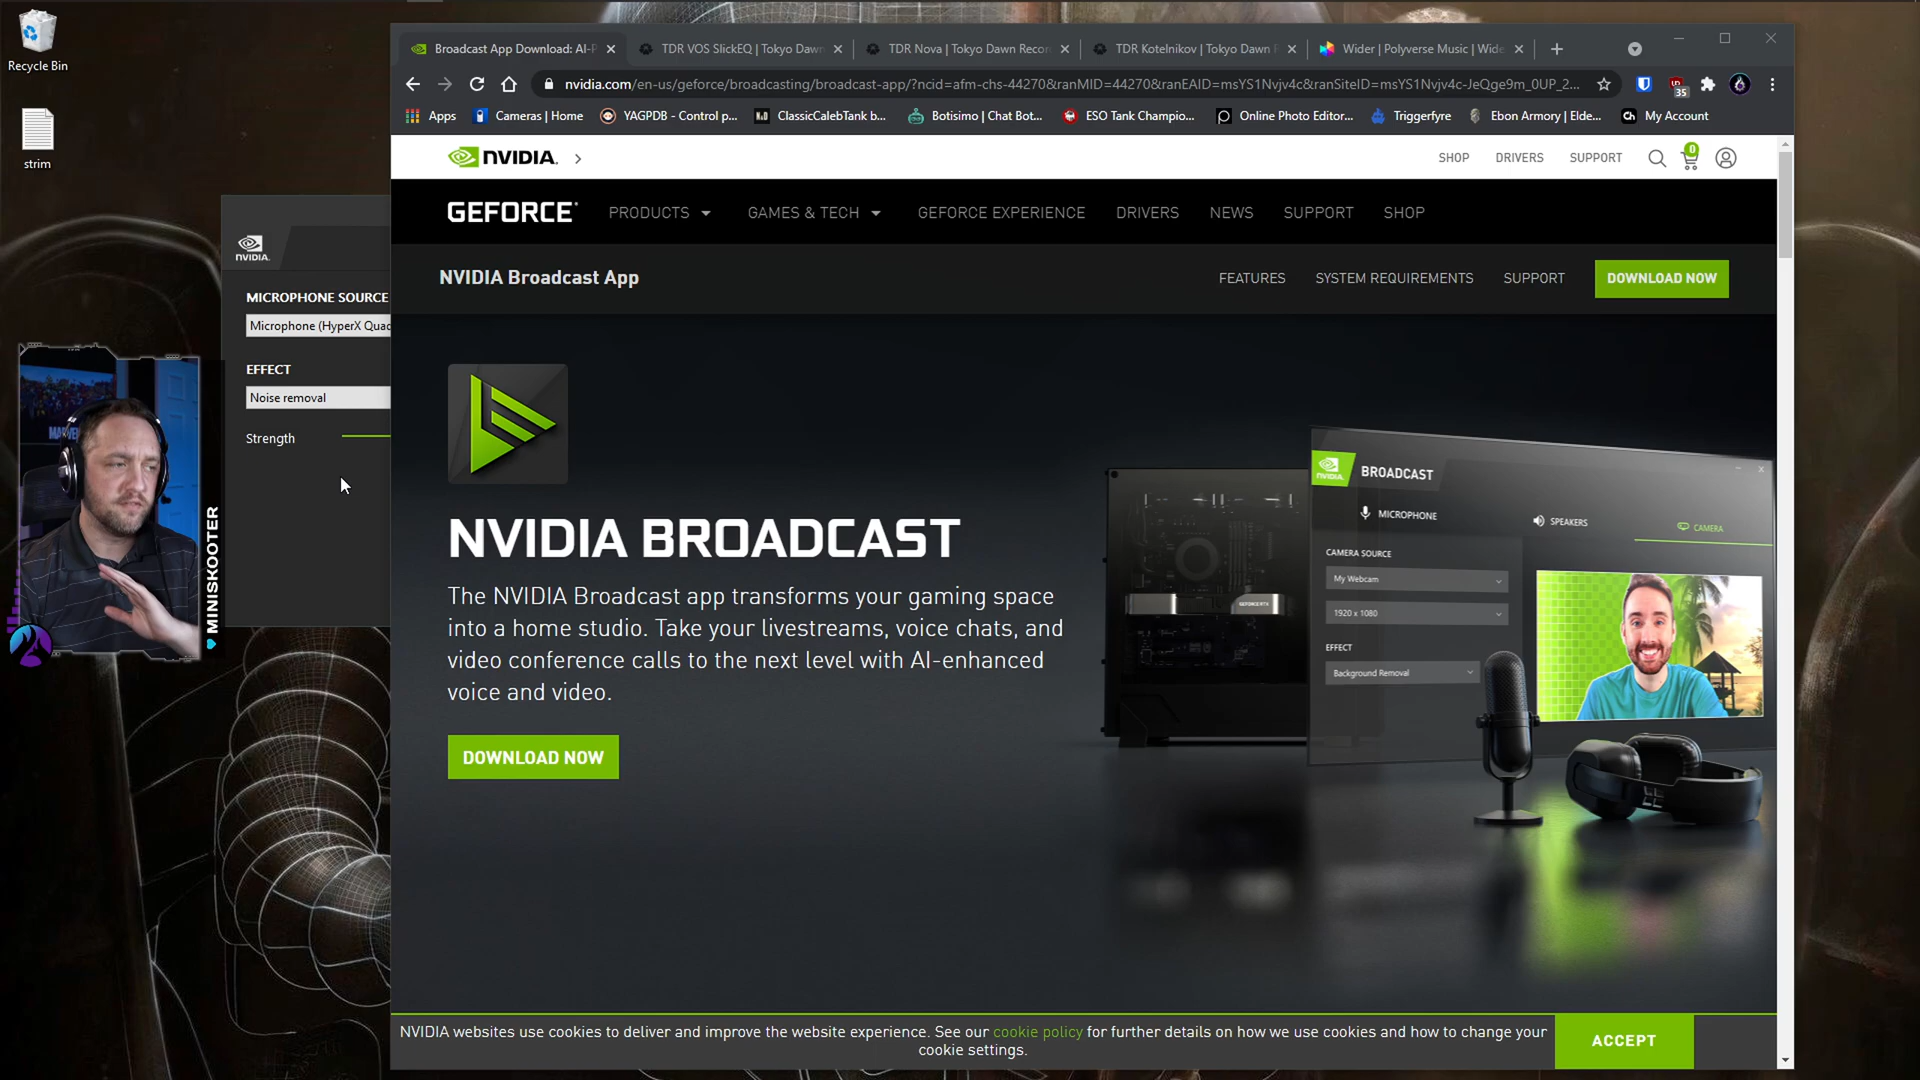 Recycle Bin
strim
Broadcast App Download: AI-P
TDR VOS SlickEQ | Tokyo Dawn
TDR Nova | Tokyo Dawn Recor
TDR Kotelnikov | Tokyo Dawn R
Wider | Polyverse Music | Wide
nvidia.com/en-us/geforce/broadcasting/broadcast-app/?ncid=afm-chs-44270&ranMID=44270&ranEAID=msYS1Nvjv4c&ranSiteID=msYS1Nvjv4c-JeQge9m_0UP_2...
35
Apps
Cameras | Home
YAGPDB - Control p...
ClassicCalebTank b...
Botisimo | Chat Bot...
ESO Tank Champio...
Online Photo Editor...
Triggerfyre
Ebon Armory | Elde...
My Account
NVIDIA.
SHOP
DRIVERS
SUPPORT
0
GEFORCE
PRODUCTS
GAMES & TECH
GEFORCE EXPERIENCE
DRIVERS
NEWS
SUPPORT
SHOP
NVIDIA Broadcast App
FEATURES
SYSTEM REQUIREMENTS
SUPPORT
DOWNLOAD NOW
NVIDIA.
MICROPHONE SOURCE
Microphone (HyperX Quad
EFFECT
Noise removal
Strength
MINISKOOTER
NVIDIA BROADCAST
The NVIDIA Broadcast app transforms your gaming space
into a home studio. Take your livestreams, voice chats, and
video conference calls to the next level with AI-enhanced
voice and video.
DOWNLOAD NOW
GEFORCE RTX
NVIDIA.
BROADCAST
MICROPHONE
SPEAKERS
CAMERA
CAMERA SOURCE
My Webcam
1920 x 1080
EFFECT
Background Removal
NVIDIA websites use cookies to deliver and improve the website experience. See our cookie policy for further details on how we use cookies and how to change your
cookie settings.
ACCEPT